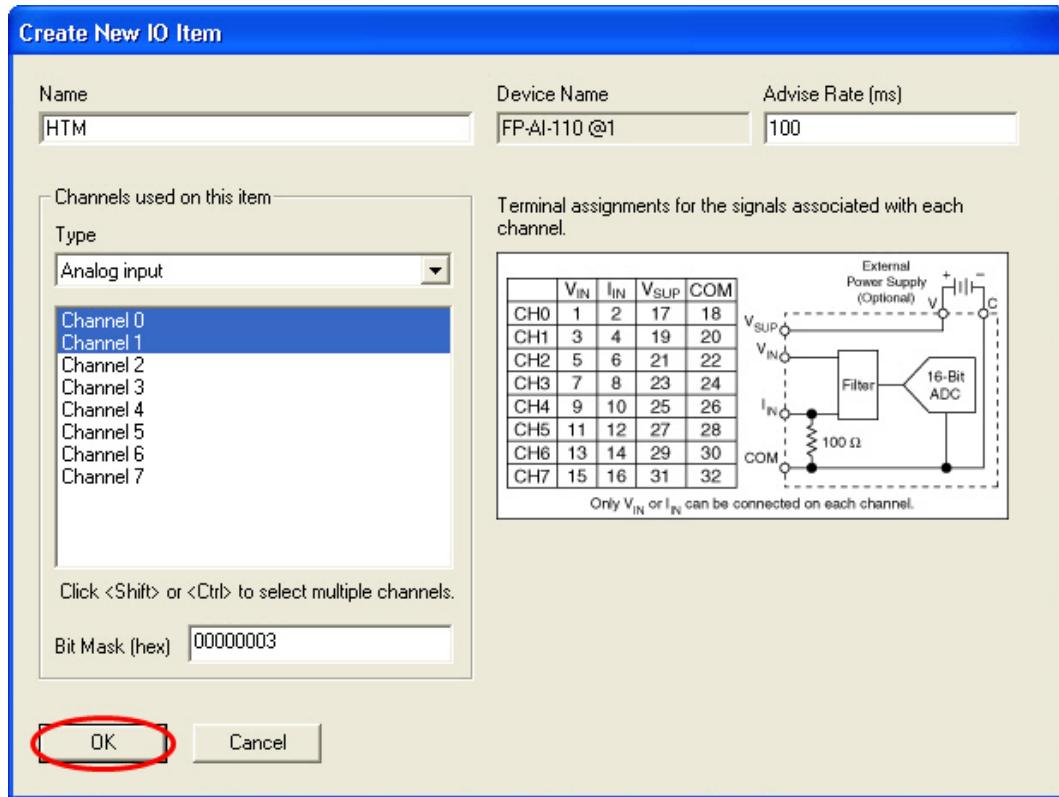 Create New IO Item
Name
Device Name
Advise Rate (ms)
HTM
FP-AI-110 @1
100
Channels used on this item
Type
Analog input
Channel 0
Channel 1
Channel 2
Channel 3
Channel 4
Channel 5
Channel 6
Channel 7
Click <Shift> or <Ctrl> to select multiple channels.
Bit Mask (hex)
00000003
Terminal assignments for the signals associated with each
channel.
VIN IIN VSUP COM
CH0 1 2 17 18
CH1 3 4 19 20
CH2 5 6 21 22
CH3 7 8 23 24
CH4 9 10 25 26
CH5 11 12 27 28
CH6 13 14 29 30
CH7 15 16 31 32
External
Power Supply
(Optional)
+ −
V
C
VSUP
VIN
Filter
16-Bit
ADC
IIN
100 Ω
COM
Only VIN or IIN can be connected on each channel.
OK
Cancel